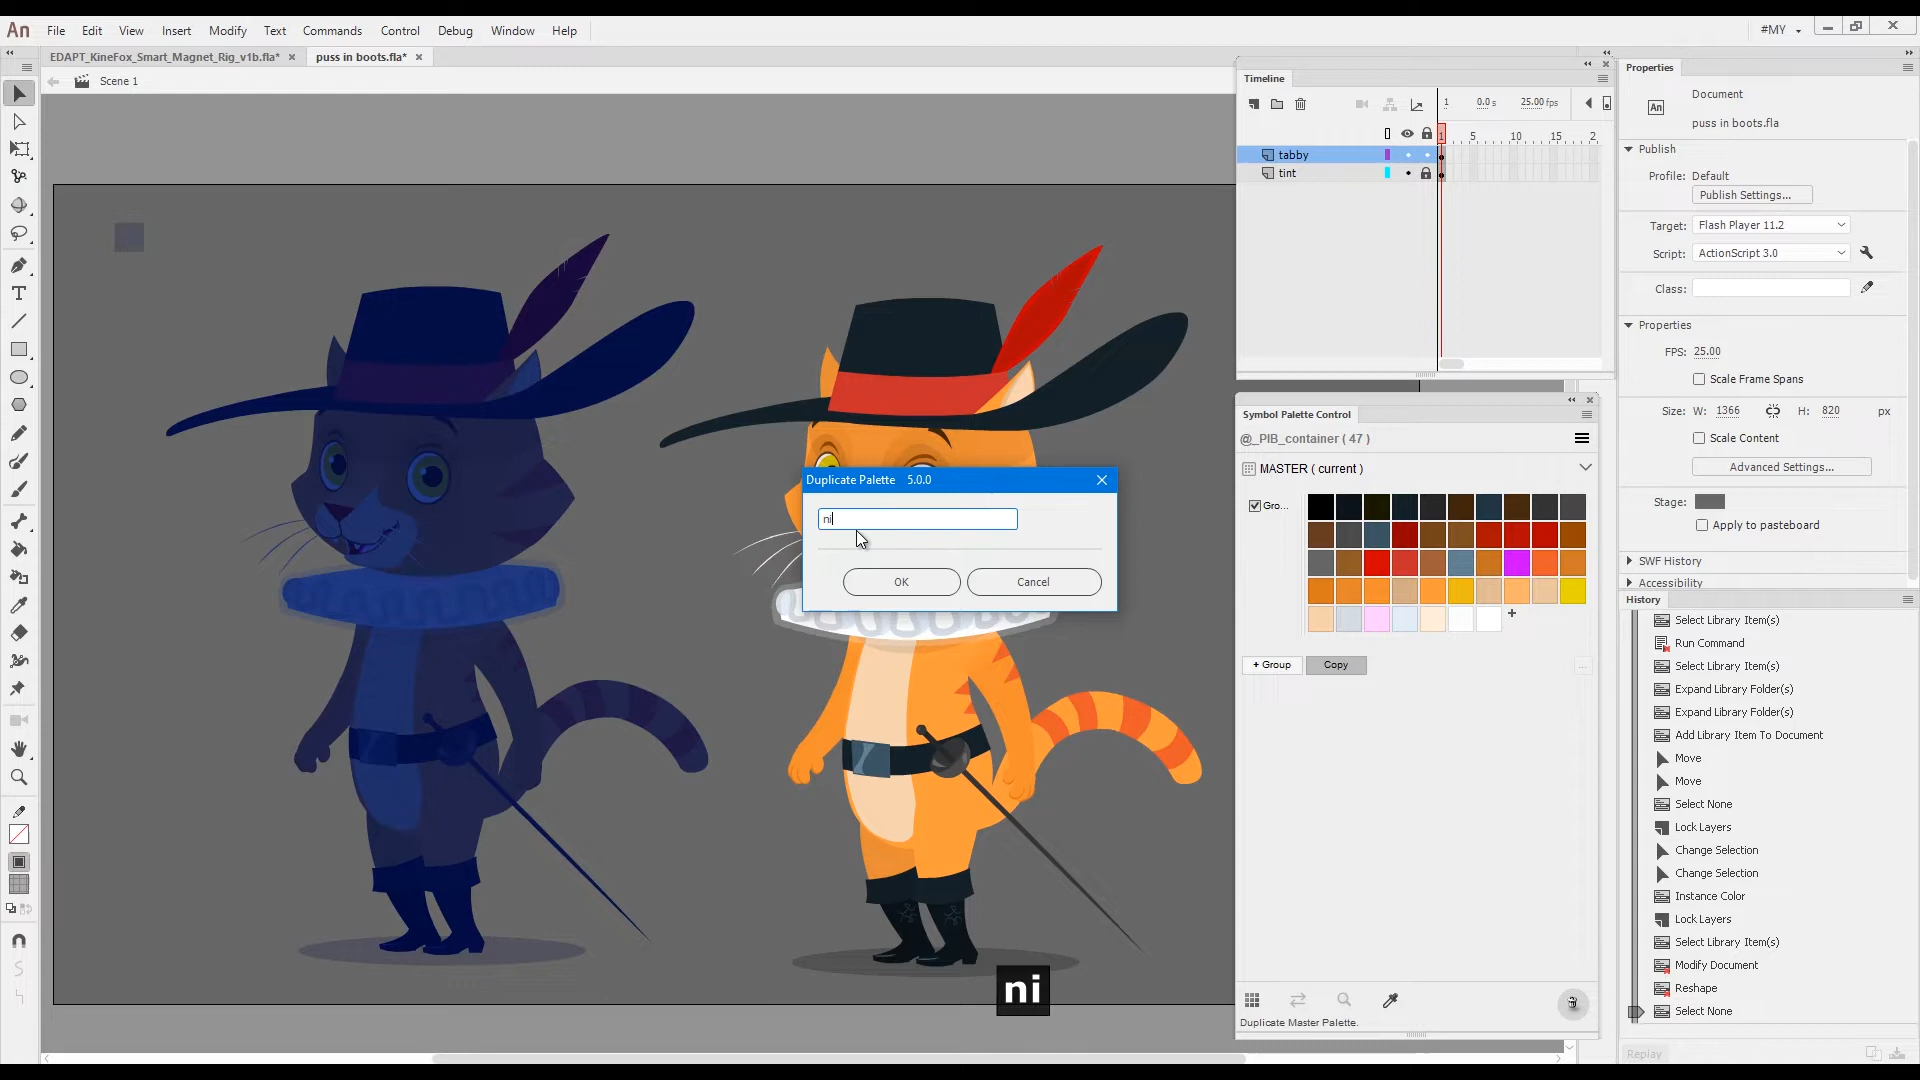 An File Edit View Insert Modify Text Commands Control Debug Window Help #MY
EDAPT_KineFox_Smart_Magnet_Rig_v1b.fla* puss in boots.fla*
Scene 1
Timeline
1 0.0 s 25.00 fps
1 5 10 15 2
tabby
tint
Symbol Palette Control
@_PIB_container ( 47 )
MASTER ( current )
Gro...
+ Group Copy
...
Duplicate Master Palette.
Duplicate Palette 5.0.0
ni
OK Cancel
ni
Properties
An
Document
puss in boots.fla
Publish
Profile: Default
Publish Settings...
Target: Flash Player 11.2
Script: ActionScript 3.0
Class:
Properties
FPS: 25.00
Scale Frame Spans
Size: W: 1366 H: 820 px
Scale Content
Advanced Settings...
Stage:
Apply to pasteboard
SWF History
Accessibility
History
Select Library Item(s)
Run Command
Select Library Item(s)
Expand Library Folder(s)
Expand Library Folder(s)
Add Library Item To Document
Move
Move
Select None
Lock Layers
Change Selection
Change Selection
Instance Color
Lock Layers
Select Library Item(s)
Modify Document
Reshape
Select None
Replay